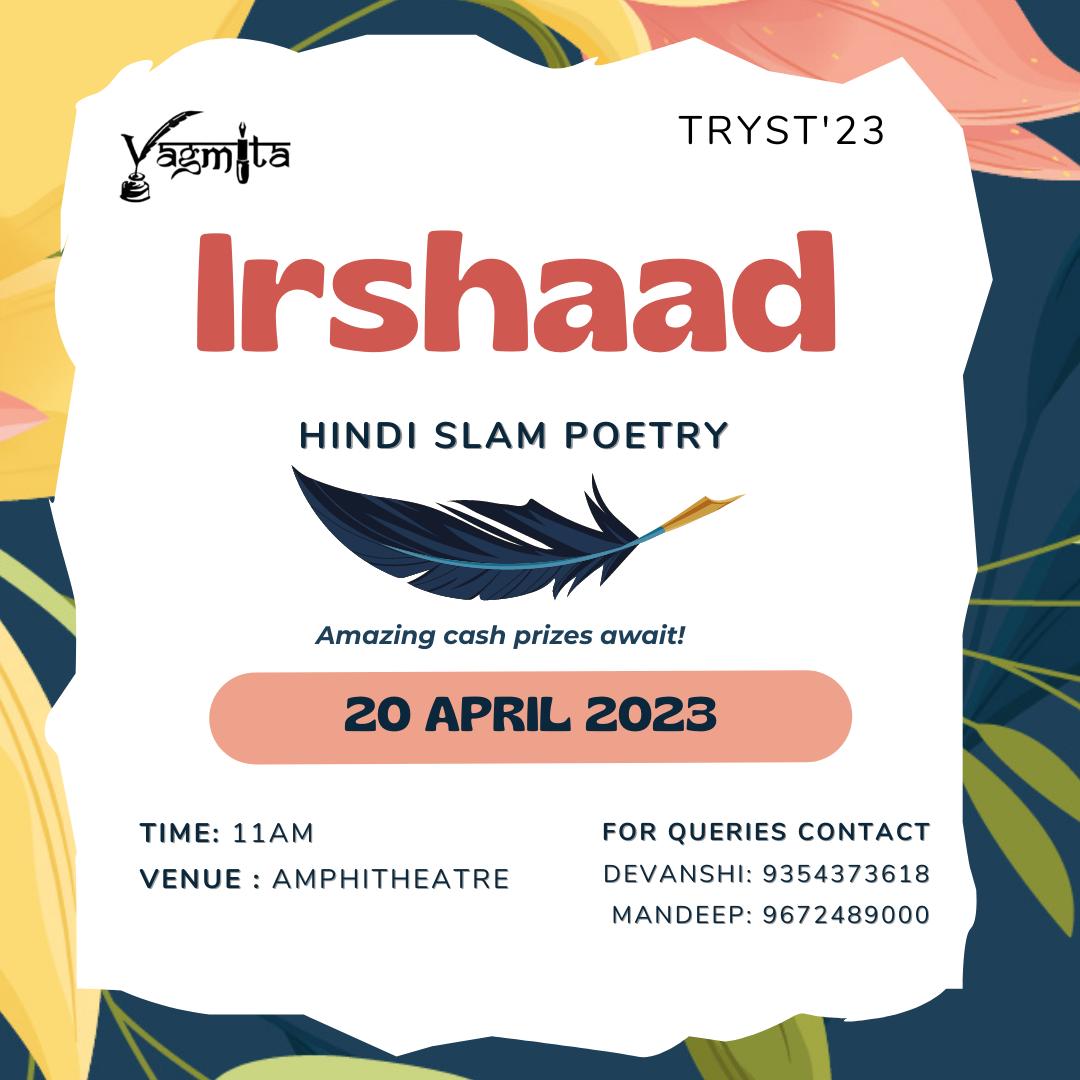 Vagmita
TRYST'23
Irshaad
HINDI SLAM POETRY
Amazing cash prizes await!
20 APRIL 2023
TIME: 11AM
VENUE : AMPHITHEATRE
FOR QUERIES CONTACT
DEVANSHI: 9354373618
MANDEEP: 9672489000